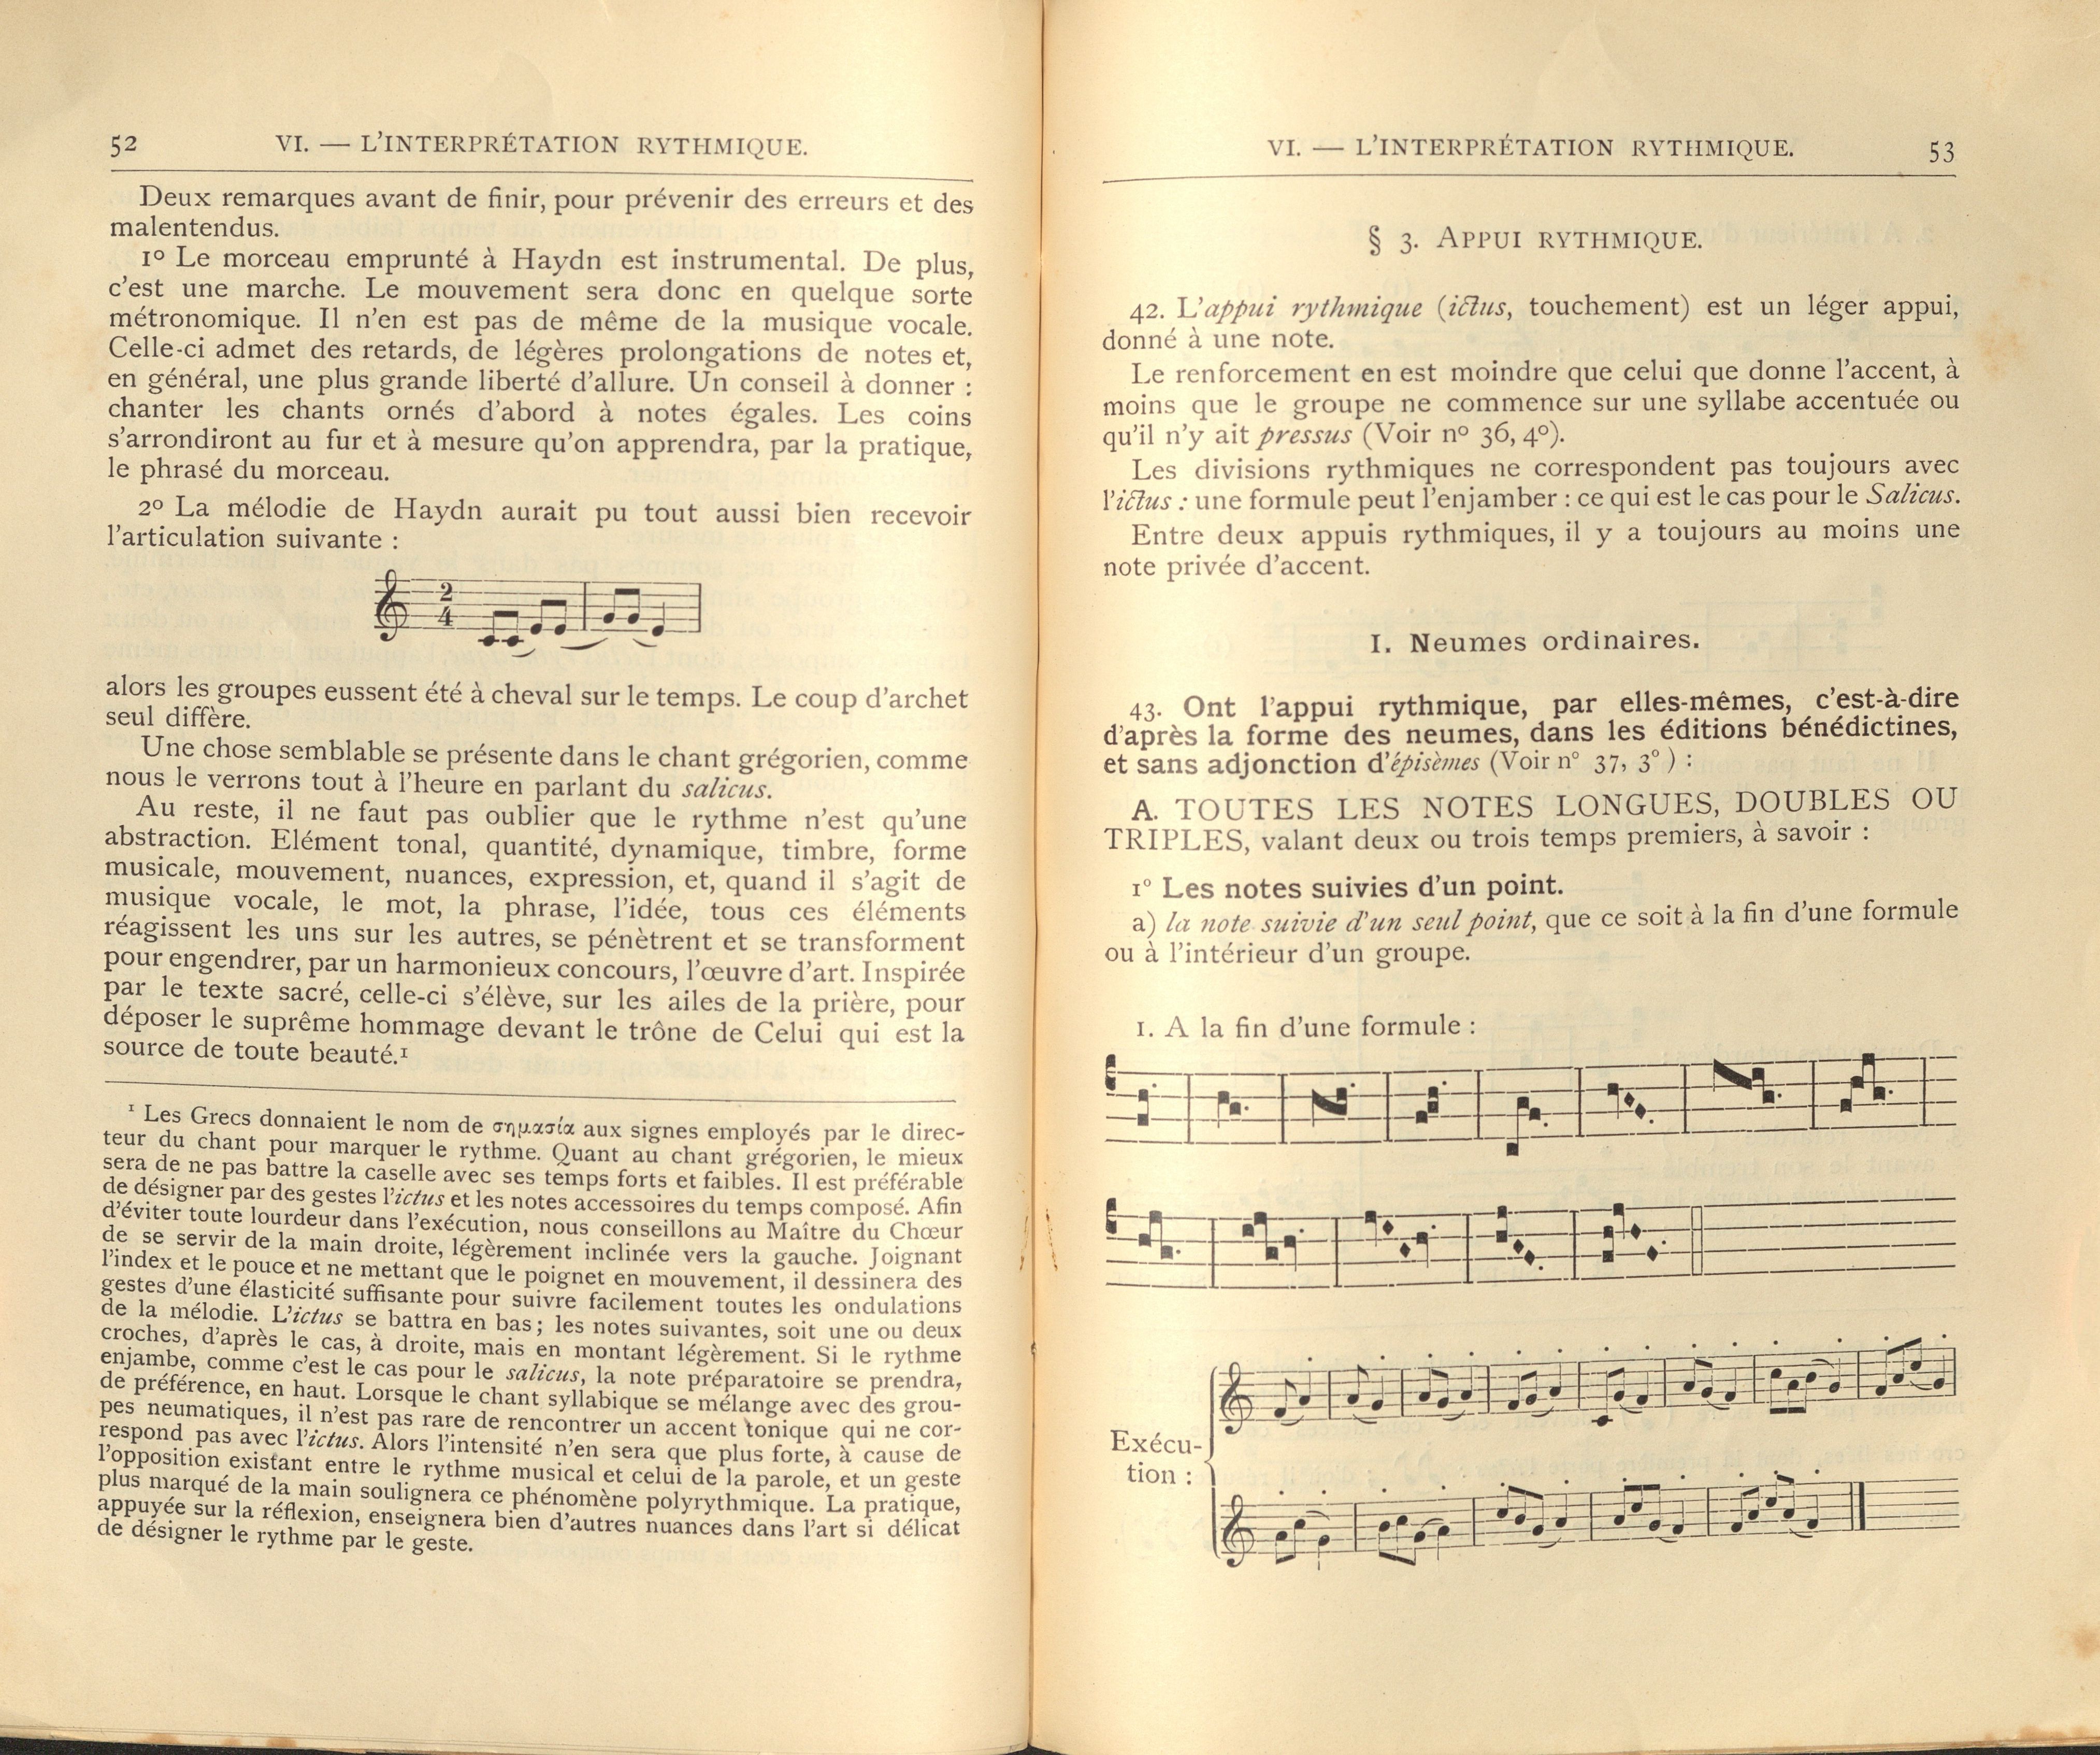 52 VI. — L'INTERPRÉTATION RYTHMIQUE.
Deux remarques avant de finir, pour prévenir des erreurs et des
malentendus.
1º Le morceau emprunté à Haydn est instrumental. De plus,
c'est une marche. Le mouvement sera donc en quelque sorte
métronomique. Il n'en est pas de même de la musique vocale.
Celle-ci admet des retards, de légères prolongations de notes et,
en général, une plus grande liberté d'allure. Un conseil à donner :
chanter les chants ornés d'abord à notes égales. Les coins
s'arrondiront au fur et à mesure qu'on apprendra, par la pratique,
le phrasé du morceau.
2º La mélodie de Haydn aurait pu tout aussi bien recevoir
l'articulation suivante :
2
4
alors les groupes eussent été à cheval sur le temps. Le coup d'archet
seul diffère.
Une chose semblable se présente dans le chant grégorien, comme
nous le verrons tout à l'heure en parlant du salicus.
Au reste, il ne faut pas oublier que le rythme n'est qu'une
abstraction. Elément tonal, quantité, dynamique, timbre, forme
musicale, mouvement, nuances, expression, et, quand il s'agit de
musique vocale, le mot, la phrase, l'idée, tous ces éléments
réagissent les uns sur les autres, se pénètrent et se transforment
pour engendrer, par un harmonieux concours, l'œuvre d'art. Inspirée
par le texte sacré, celle-ci s'élève, sur les ailes de la prière, pour
déposer le suprême hommage devant le trône de Celui qui est la
source de toute beauté.¹
¹ Les Grecs donnaient le nom de σημασία aux signes employés par le direc-
teur du chant pour marquer le rythme. Quant au chant grégorien, le mieux
sera de ne pas battre la caselle avec ses temps forts et faibles. Il est préférable
de désigner par des gestes l'ictus et les notes accessoires du temps composé. Afin
d'éviter toute lourdeur dans l'exécution, nous conseillons au Maître du Chœur
de se servir de la main droite, légèrement inclinée vers la gauche. Joignant
l'index et le pouce et ne mettant que le poignet en mouvement, il dessinera des
gestes d'une élasticité suffisante pour suivre facilement toutes les ondulations
de la mélodie. L'ictus se battra en bas; les notes suivantes, soit une ou deux
croches, d'après le cas, à droite, mais en montant légèrement. Si le rythme
enjambe, comme c'est le cas pour le salicus, la note préparatoire se prendra,
de préférence, en haut. Lorsque le chant syllabique se mélange avec des grou-
pes neumatiques, il n'est pas rare de rencontrer un accent tonique qui ne cor-
respond pas avec l'ictus. Alors l'intensité n'en sera que plus forte, à cause de
l'opposition existant entre le rythme musical et celui de la parole, et un geste
plus marqué de la main soulignera ce phénomène polyrythmique. La pratique,
appuyée sur la réflexion, enseignera bien d'autres nuances dans l'art si délicat
de désigner le rythme par le geste.
VI. — L'INTERPRÉTATION RYTHMIQUE. 53
§ 3. APPUI RYTHMIQUE.
42. L'appui rythmique (ictus, touchement) est un léger appui,
donné à une note.
Le renforcement en est moindre que celui que donne l'accent, à
moins que le groupe ne commence sur une syllabe accentuée ou
qu'il n'y ait pressus (Voir nº 36, 4º).
Les divisions rythmiques ne correspondent pas toujours avec
l'ictus : une formule peut l'enjamber : ce qui est le cas pour le Salicus.
Entre deux appuis rythmiques, il y a toujours au moins une
note privée d'accent.
I. Neumes ordinaires.
43. Ont l'appui rythmique, par elles-mêmes, c'est-à-dire
d'après la forme des neumes, dans les éditions bénédictines,
et sans adjonction d'épisèmes (Voir nº 37, 3º) :
A. TOUTES LES NOTES LONGUES, DOUBLES OU
TRIPLES, valant deux ou trois temps premiers, à savoir :
1º Les notes suivies d'un point.
a) la note suivie d'un seul point, que ce soit à la fin d'une formule
ou à l'intérieur d'un groupe.
1. A la fin d'une formule :
Exécu-
tion :